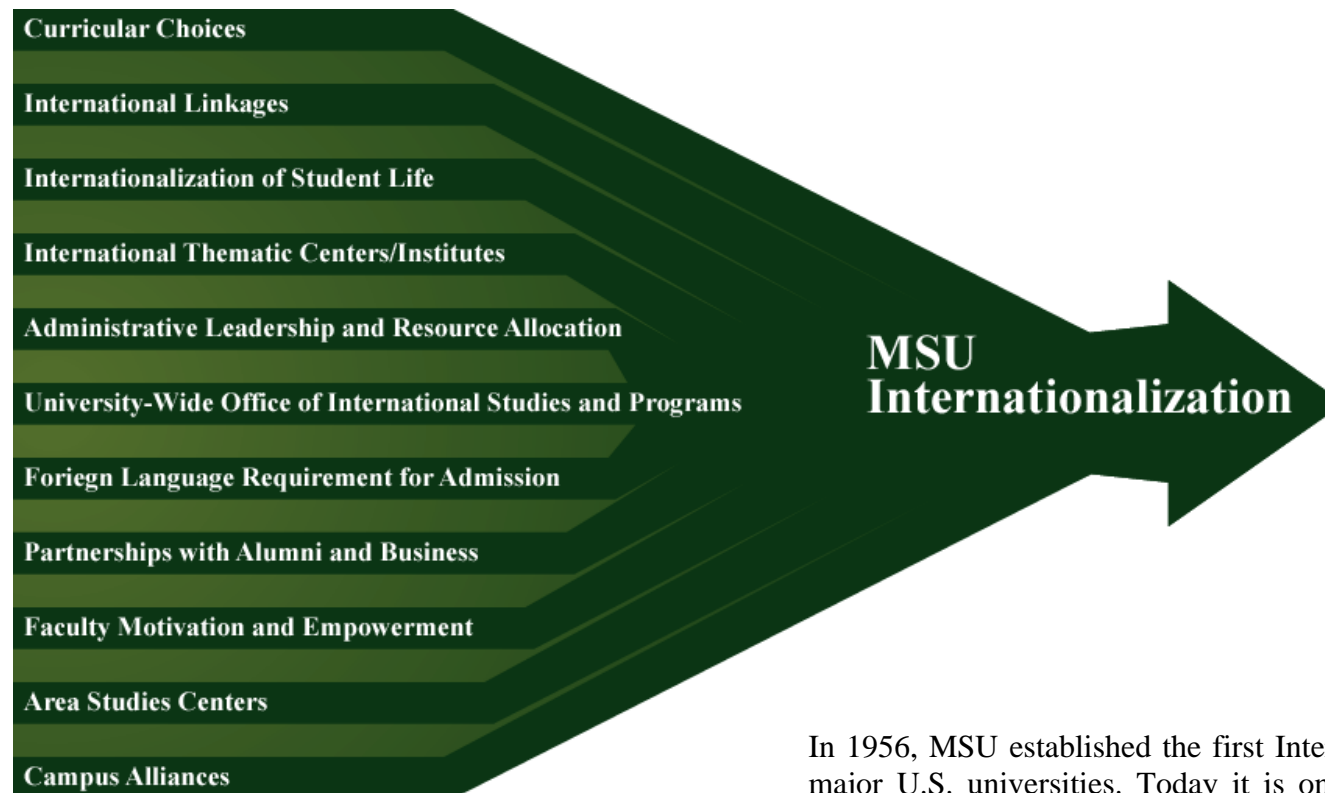 Curricular Choices
International Linkages
Internationalization of Student Life
International Thematic Centers/Institutes
Administrative Leadership and Resource Allocation
University-Wide Office of International Studies and Programs
Foriegn Language Requirement for Admission
Partnerships with Alumni and Business
Faculty Motivation and Empowerment
Area Studies Centers
Campus Alliances
MSU
Internationalization
In 1956, MSU established the first Inte
major U.S. universities. Today it is on